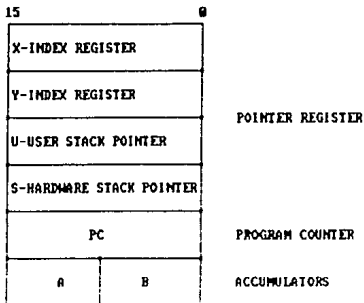 15 0
X-INDEX REGISTER
Y-INDEX REGISTER
POINTER REGISTER
U-USER STACK POINTER
S-HARDWARE STACK POINTER
PC PROGRAM COUNTER
A B ACCUMULATORS